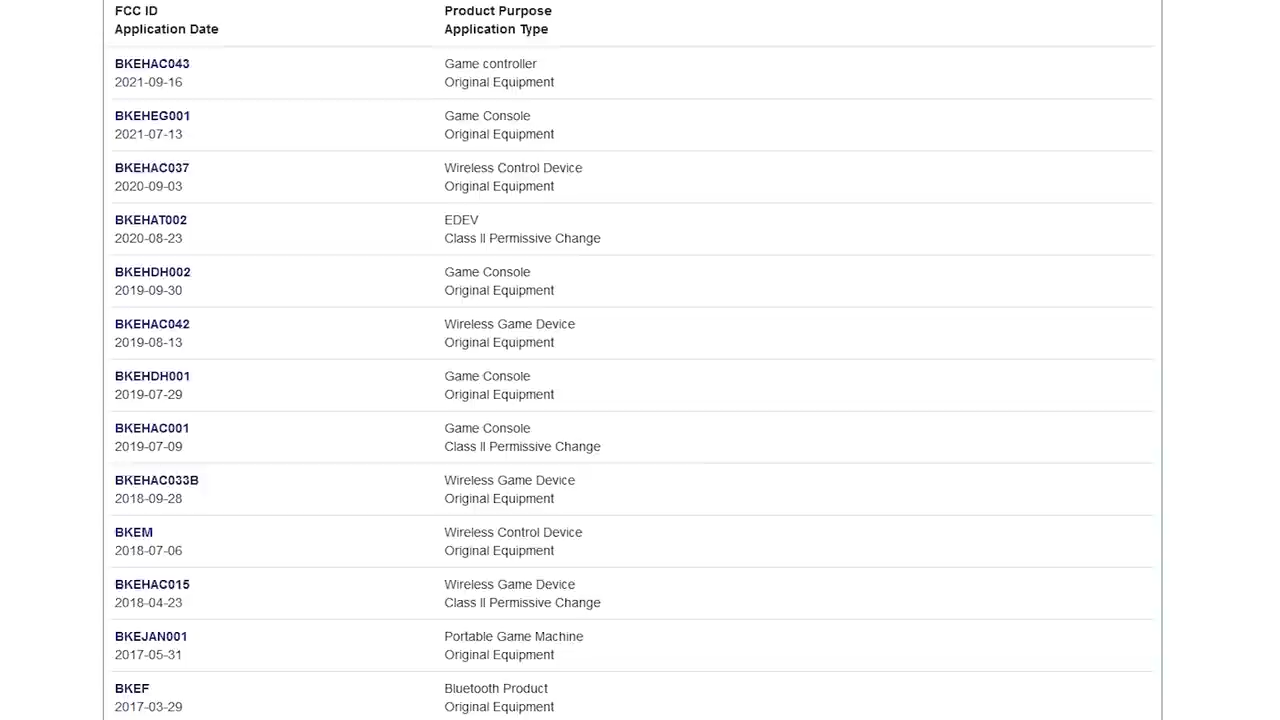 FCC ID Product Purpose
Application Date Application Type
BKEHAC043 Game controller
2021-09-16 Original Equipment
BKEHEG001 Game Console
2021-07-13 Original Equipment
BKEHAC037 Wireless Control Device
2020-09-03 Original Equipment
BKEHAT002 EDEV
2020-08-23 Class II Permissive Change
BKEHDH002 Game Console
2019-09-30 Original Equipment
BKEHAC042 Wireless Game Device
2019-08-13 Original Equipment
BKEHDH001 Game Console
2019-07-29 Original Equipment
BKEHAC001 Game Console
2019-07-09 Class II Permissive Change
BKEHAC033B Wireless Game Device
2018-09-28 Original Equipment
BKEM Wireless Control Device
2018-07-06 Original Equipment
BKEHAC015 Wireless Game Device
2018-04-23 Class II Permissive Change
BKEJAN001 Portable Game Machine
2017-05-31 Original Equipment
BKEF Bluetooth Product
2017-03-29 Original Equipment